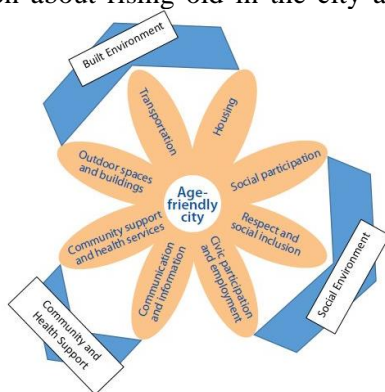 on about rising old in the city a
Built Environment
Transportation
Housing
Outdoor spaces
and buildings
Social participation
Age-
friendly
city
Community support
and health services
Respect and
social inclusion
Communication
and information
Civic participation
and employment
Social Environment
Community and
Health Support